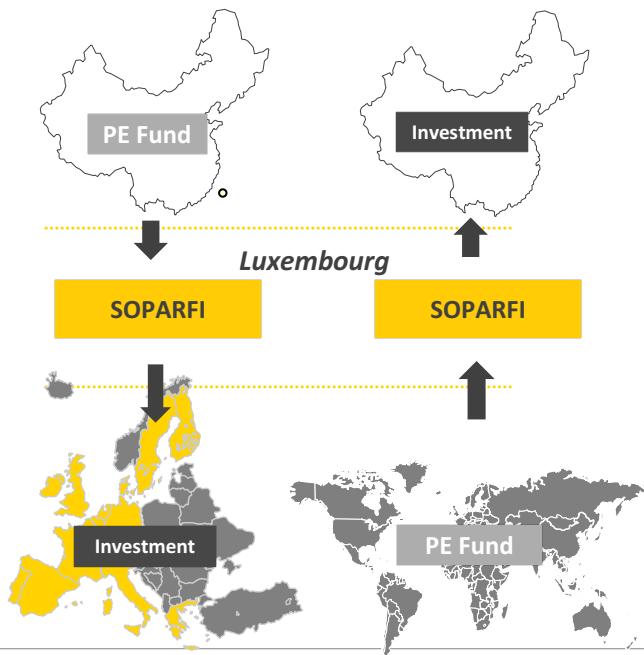 PE Fund
Investment
Luxembourg
SOPARFI
SOPARFI
Investment
PE Fund